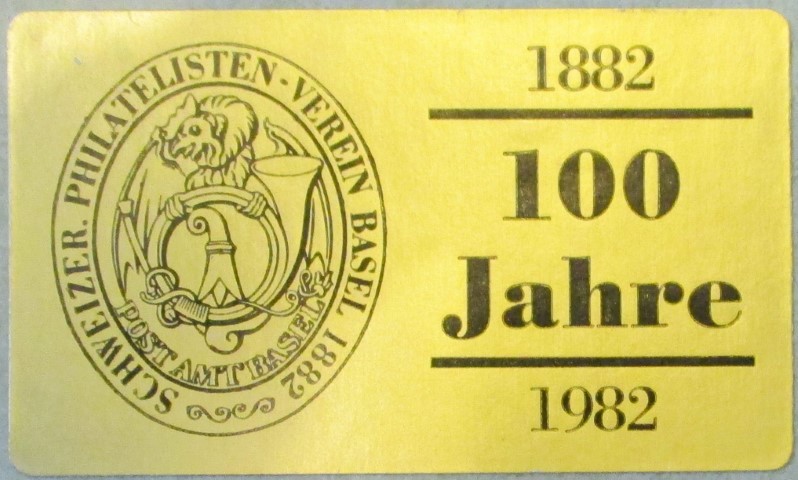 SCHWEIZER. PHILATELISTEN-VEREIN BASEL 1882
POST AMT BASEL
1882
100
Jahre
1982